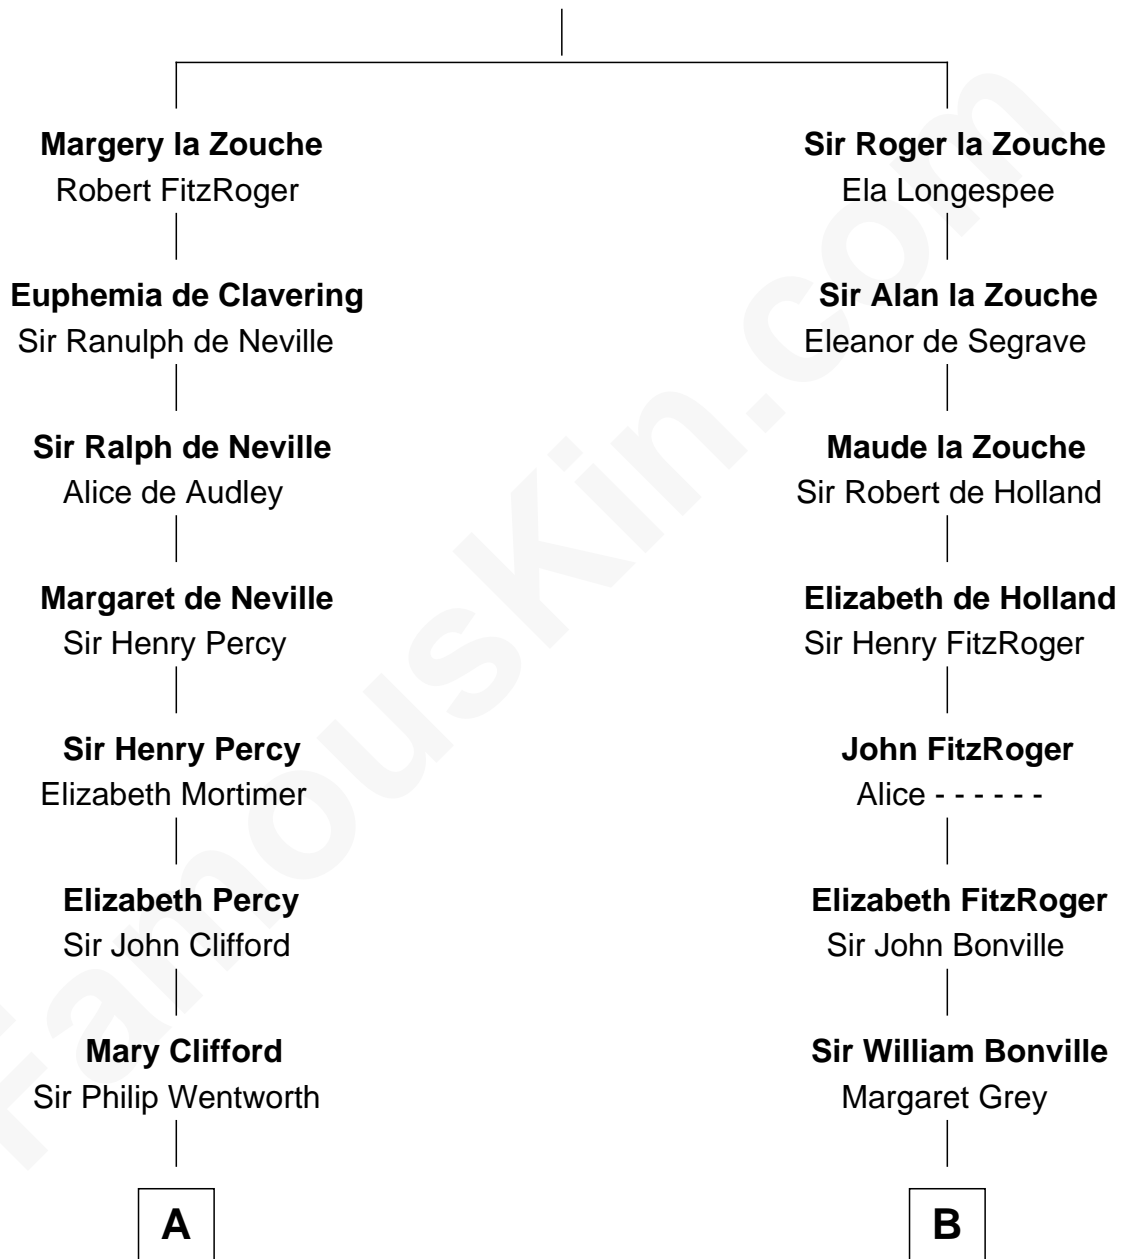 Margery la Zouche
Robert FitzRoger
Euphemia de Clavering
Sir Ranulph de Neville
Sir Ralph de Neville
Alice de Audley
Margaret de Neville
Sir Henry Percy
Sir Henry Percy
Elizabeth Mortimer
Elizabeth Percy
Sir John Clifford
Mary Clifford
Sir Philip Wentworth
A
Sir Roger la Zouche
Ela Longespee
Sir Alan la Zouche
Eleanor de Segrave
Maude la Zouche
Sir Robert de Holland
Elizabeth de Holland
Sir Henry FitzRoger
John FitzRoger
Alice - - - - - -
Elizabeth FitzRoger
Sir John Bonville
Sir William Bonville
Margaret Grey
B
FamousKin.com